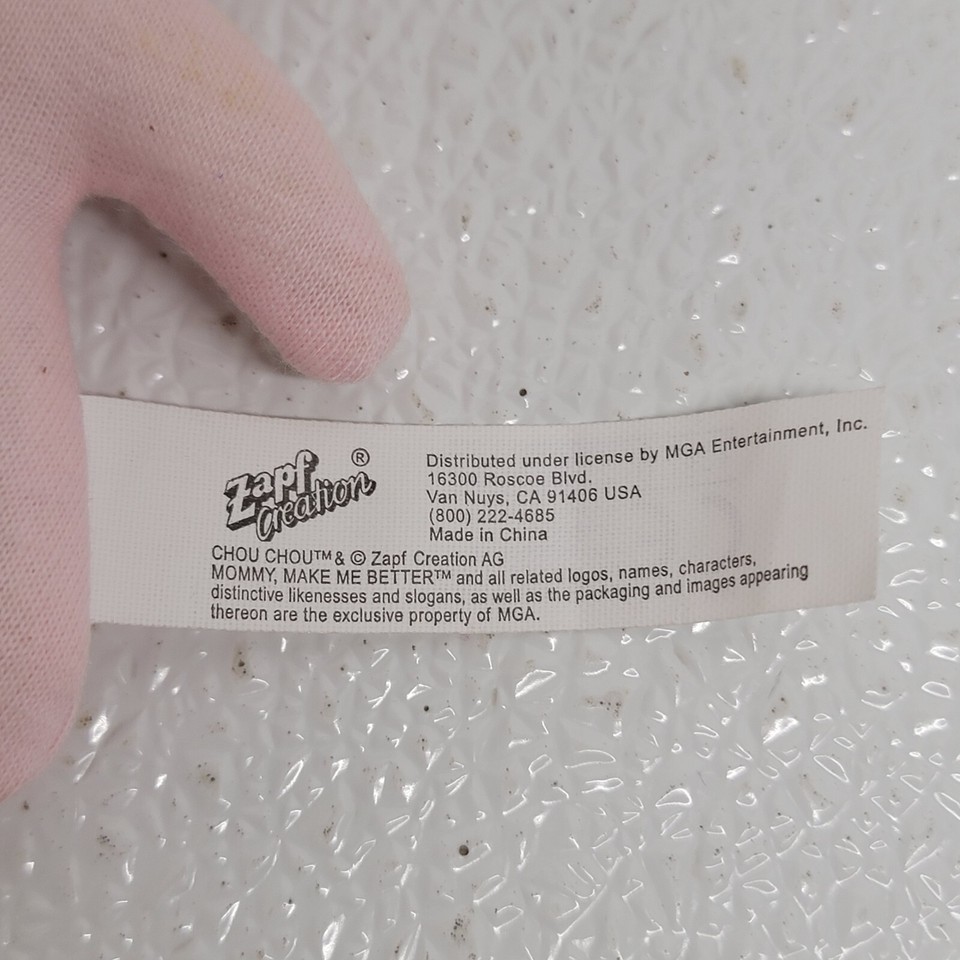 Zapf
Creation®
Distributed under license by MGA Entertainment, Inc.
16300 Roscoe Blvd.
Van Nuys, CA 91406 USA
(800) 222-4685
Made in China
CHOU CHOU™ & © Zapf Creation AG
MOMMY, MAKE ME BETTER™ and all related logos, names, characters,
distinctive likenesses and slogans, as well as the packaging and images appearing
thereon are the exclusive property of MGA.